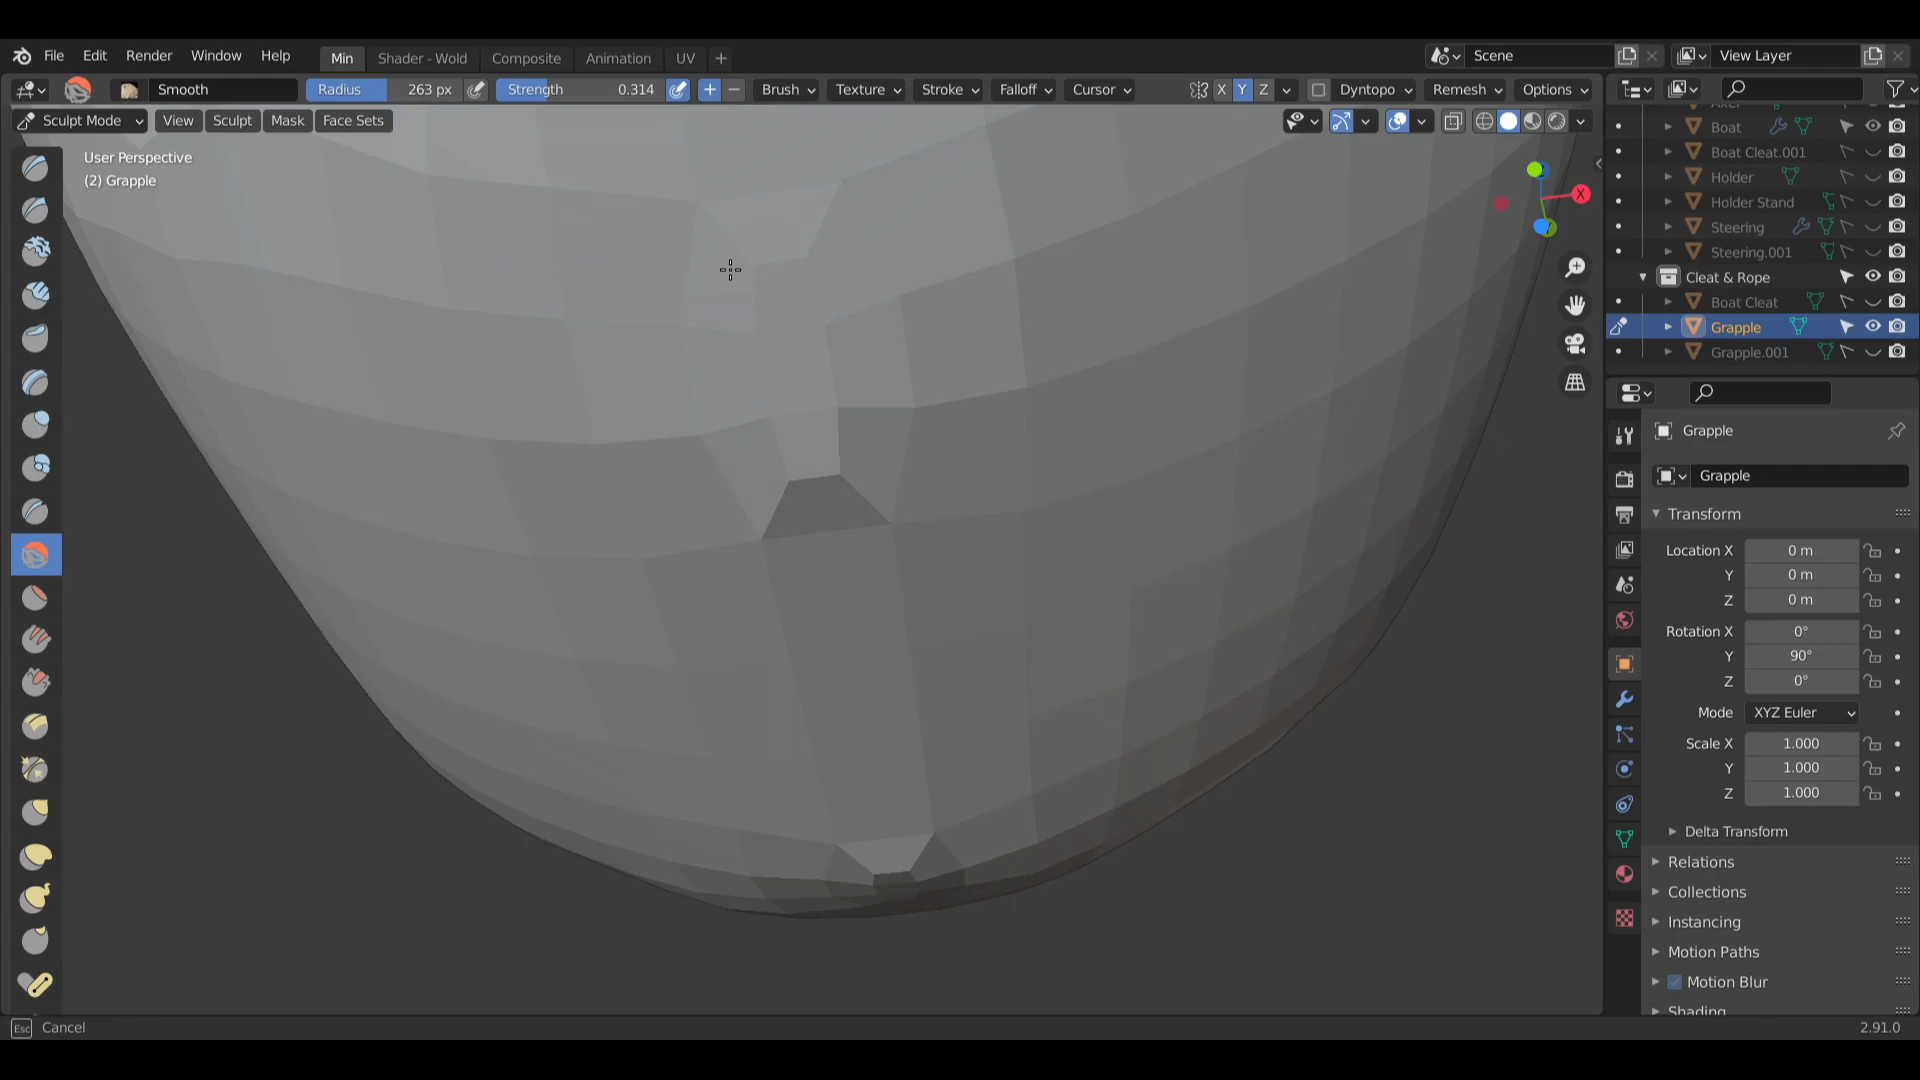 File Edit Render Window Help Min Shader - Wold Composite Animation UV Scene View Layer
Smooth Radius 263 px Strength 0.314 Brush Texture Stroke Falloff Cursor X Y Z Dyntopo Remesh Options
Sculpt Mode View Sculpt Mask Face Sets
User Perspective
(2) Grapple
X
Boat
Boat Cleat.001
Holder
Holder Stand
Steering
Steering.001
Cleat & Rope
Boat Cleat
Grapple
Grapple.001
Grapple
Grapple
Transform
Location X 0 m
Y 0 m
Z 0 m
Rotation X 0°
Y 90°
Z 0°
Mode XYZ Euler
Scale X 1.000
Y 1.000
Z 1.000
Delta Transform
Relations
Collections
Instancing
Motion Paths
Motion Blur
Shading
Esc Cancel 2.91.0